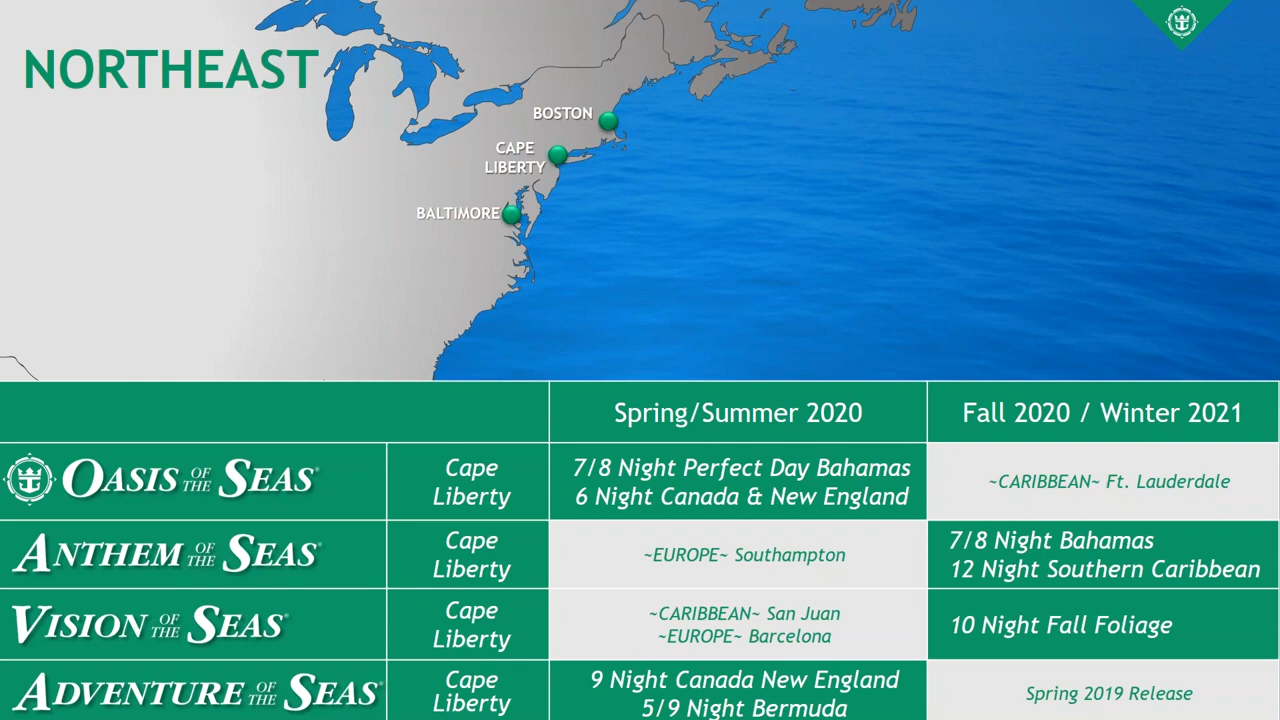 NORTHEAST
BOSTON
CAPE
LIBERTY
BALTIMORE
Spring/Summer 2020
Fall 2020 / Winter 2021
OASIS OF THE SEAS®
Cape
Liberty
7/8 Night Perfect Day Bahamas
6 Night Canada & New England
~CARIBBEAN~ Ft. Lauderdale
ANTHEM OF THE SEAS®
Cape
Liberty
~EUROPE~ Southampton
7/8 Night Bahamas
12 Night Southern Caribbean
VISION OF THE SEAS®
Cape
Liberty
~CARIBBEAN~ San Juan
~EUROPE~ Barcelona
10 Night Fall Foliage
ADVENTURE OF THE SEAS®
Cape
Liberty
9 Night Canada New England
5/9 Night Bermuda
Spring 2019 Release